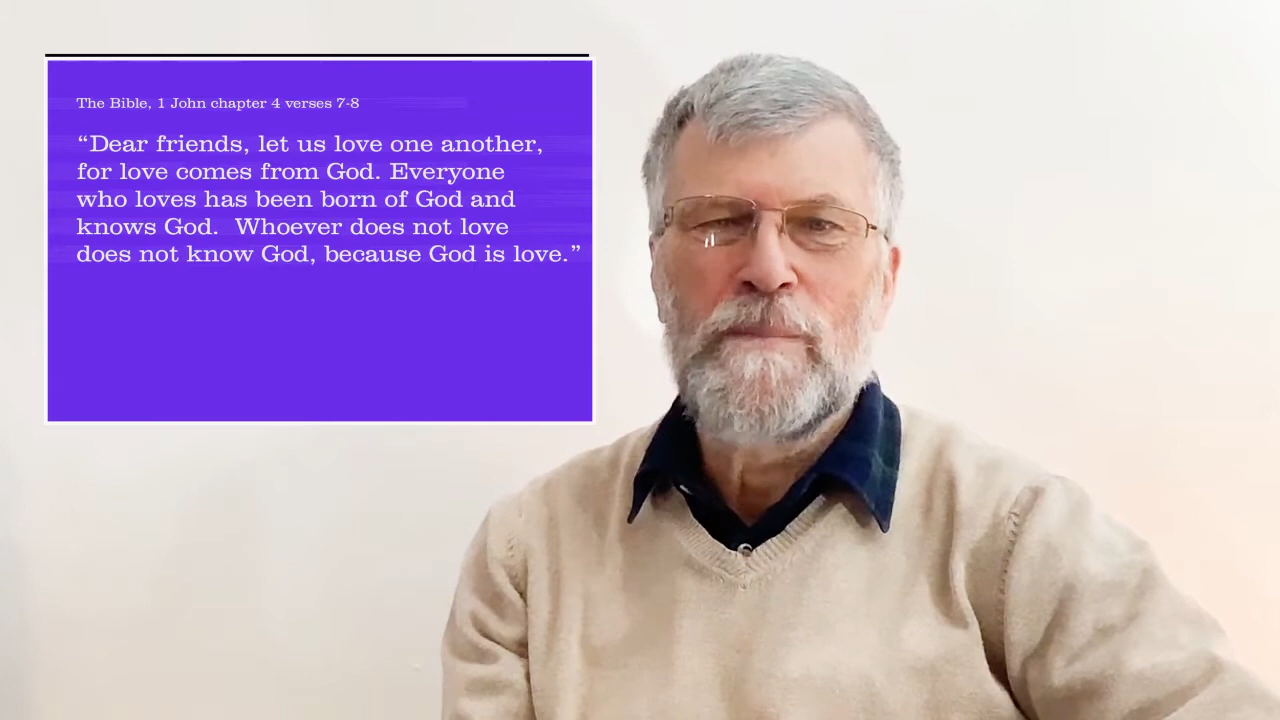 The Bible, 1 John chapter 4 verses 7-8
“Dear friends, let us love one another,
for love comes from God. Everyone
who loves has been born of God and
knows God.  Whoever does not love
does not know God, because God is love.”